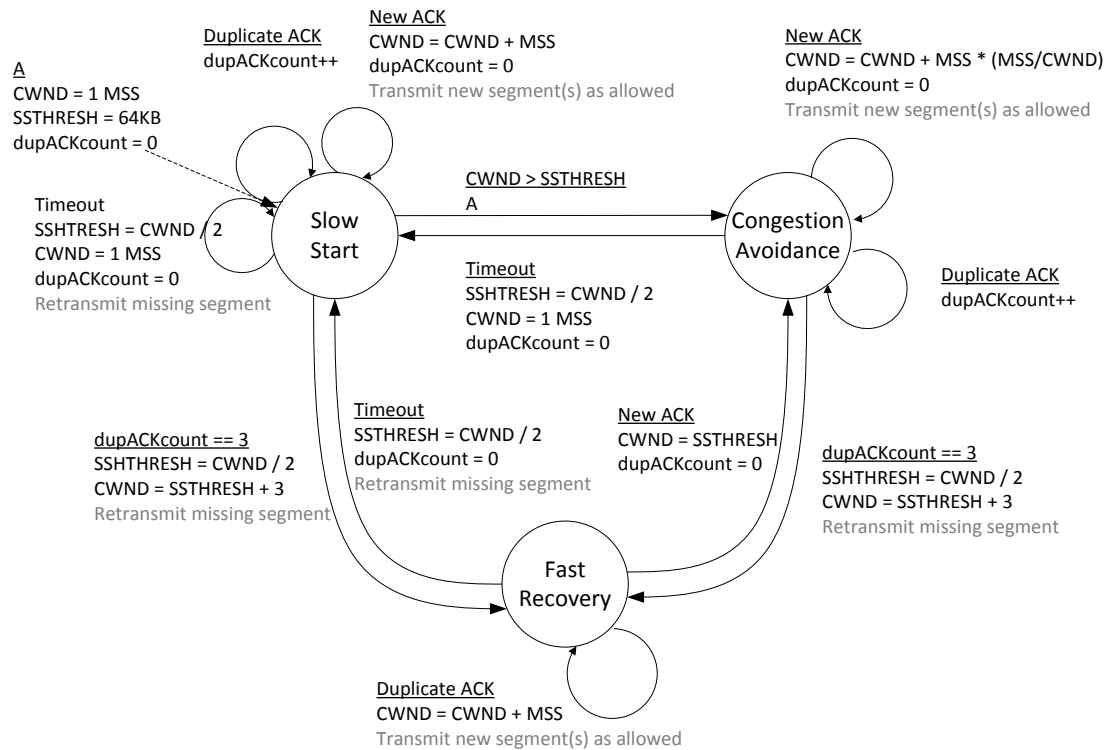 New ACK
CWND = CWND + MSS
dupACKcount = 0
Transmit new segment(s) as allowed
Duplicate ACK
dupACKcount++
New ACK
CWND = CWND + MSS * (MSS/CWND)
dupACKcount = 0
Transmit new segment(s) as allowed
A
CWND = 1 MSS
SSTHRESH = 64KB
dupACKcount = 0
Timeout
SSHTRESH = CWND / 2
CWND = 1 MSS
dupACKcount = 0
Retransmit missing segment
Slow
Start
CWND > SSTHRESH
A
Congestion
Avoidance
Timeout
SSHTRESH = CWND / 2
CWND = 1 MSS
dupACKcount = 0
Duplicate ACK
dupACKcount++
dupACKcount == 3
SSHTHRESH = CWND / 2
CWND = SSTHRESH + 3
Retransmit missing segment
Timeout
SSTHRESH = CWND / 2
dupACKcount = 0
Retransmit missing segment
New ACK
CWND = SSTHRESH
dupACKcount = 0
dupACKcount == 3
SSHTHRESH = CWND / 2
CWND = SSTHRESH + 3
Retransmit missing segment
Fast
Recovery
Duplicate ACK
CWND = CWND + MSS
Transmit new segment(s) as allowed